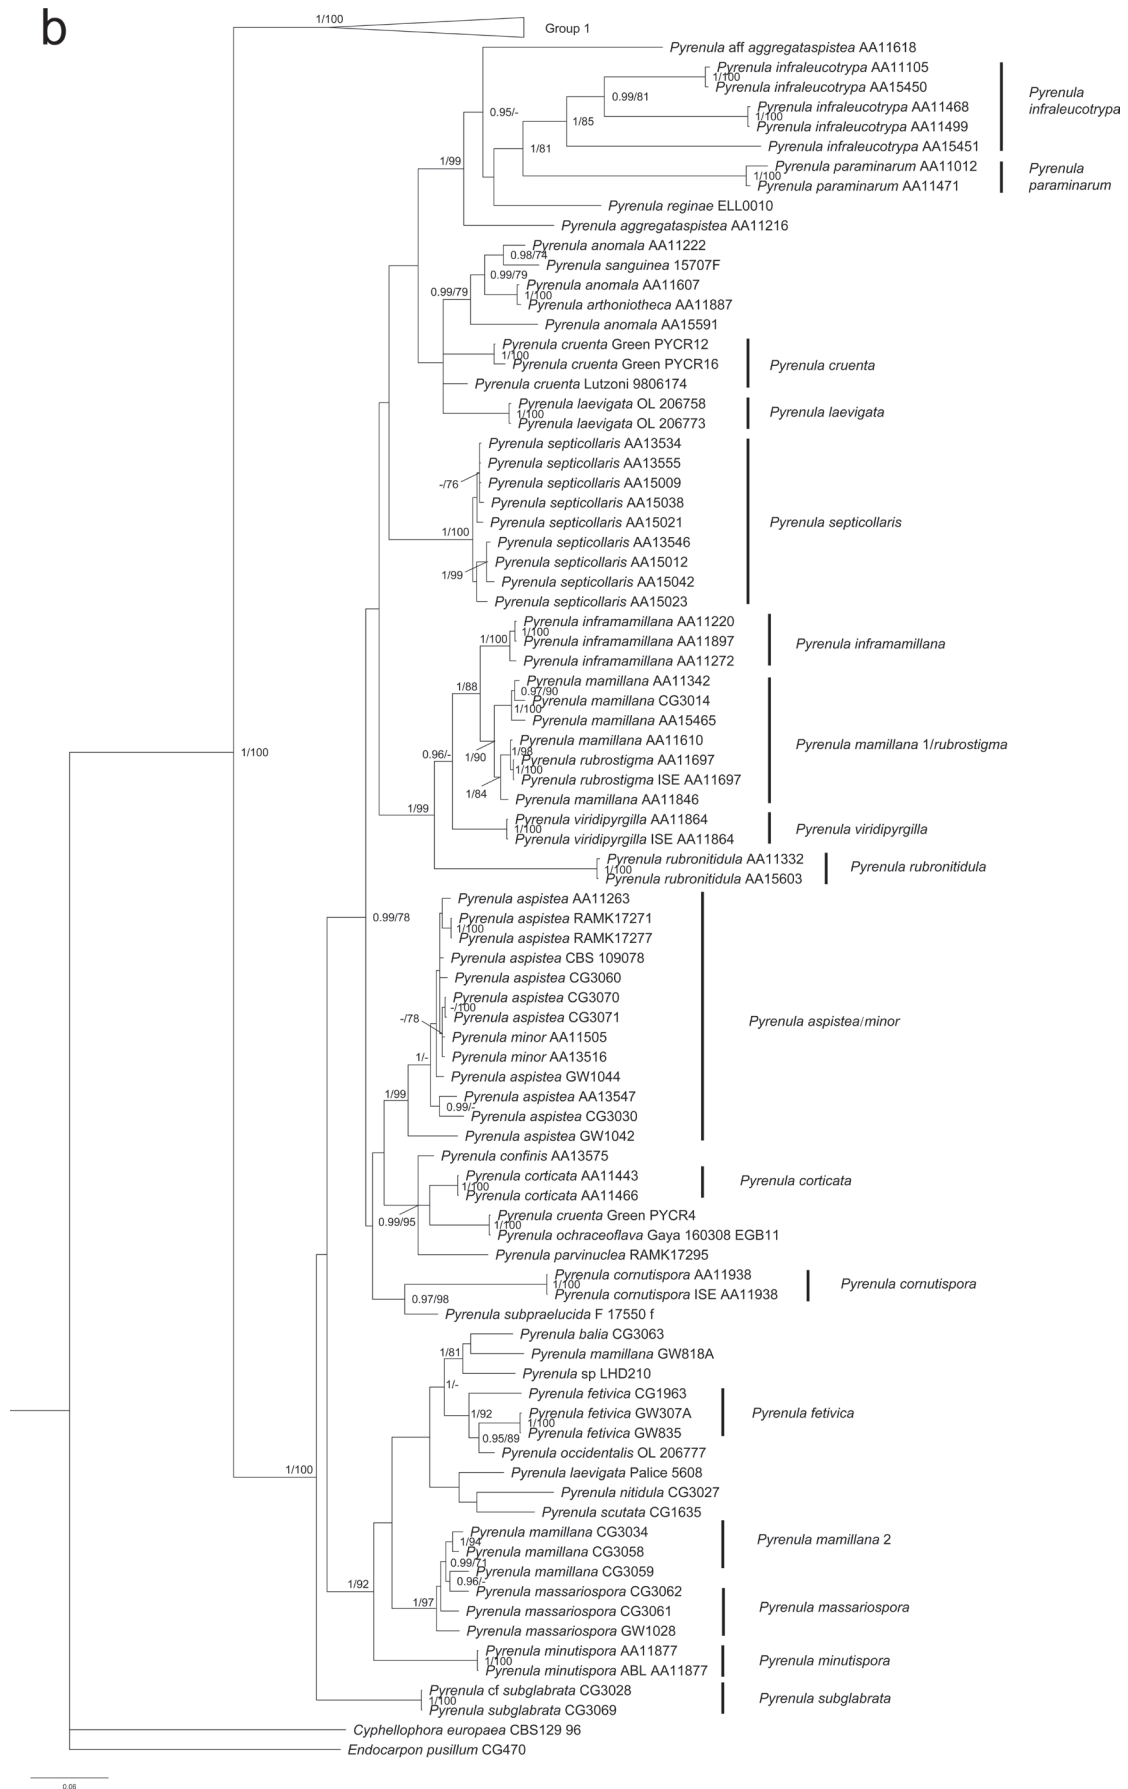 b
1/100
Group 1
Pyrenula aff aggregataspistea AA11618
Pyrenula infraleucotrypa AA11105
1/100
Pyrenula infraleucotrypa AA15450
0.99/81
Pyrenula infraleucotrypa
Pyrenula infraleucotrypa AA11468
0.95/-
1/85
1/100
Pyrenula infraleucotrypa AA11499
1/81
Pyrenula infraleucotrypa AA15451
1/99
Pyrenula paraminarum AA11012
1/100
Pyrenula paraminarum
Pyrenula paraminarum AA11471
Pyrenula reginae ELL0010
Pyrenula aggregataspistea AA11216
Pyrenula anomala AA11222
0.98/74
Pyrenula sanguinea 15707F
0.99/79
Pyrenula anomala AA11607
0.99/79
1/100
Pyrenula arthoniotheca AA11887
Pyrenula anomala AA15591
Pyrenula cruenta Green PYCR12
1/100
Pyrenula cruenta Green PYCR16
Pyrenula cruenta
Pyrenula cruenta Lutzoni 9806174
Pyrenula laevigata OL 206758
1/100
Pyrenula laevigata
Pyrenula laevigata OL 206773
Pyrenula septicollaris AA13534
Pyrenula septicollaris AA13555
-/76
Pyrenula septicollaris AA15009
Pyrenula septicollaris AA15038
Pyrenula septicollaris AA15021
Pyrenula septicollaris
1/100
Pyrenula septicollaris AA13546
Pyrenula septicollaris AA15012
1/99
Pyrenula septicollaris AA15042
Pyrenula septicollaris AA15023
Pyrenula inframamillana AA11220
1/100
1/100
Pyrenula inframamillana AA11897
Pyrenula inframamillana
Pyrenula inframamillana AA11272
Pyrenula mamillana AA11342
1/88
0.97/90
Pyrenula mamillana CG3014
1/100
Pyrenula mamillana AA15465
Pyrenula mamillana AA11610
Pyrenula mamillana 1/rubrostigma
0.96/-
1/90
1/98
Pyrenula rubrostigma AA11697
1/100
Pyrenula rubrostigma ISE AA11697
1/84
Pyrenula mamillana AA11846
1/99
Pyrenula viridipyrgilla AA11864
1/100
Pyrenula viridipyrgilla
Pyrenula viridipyrgilla ISE AA11864
Pyrenula rubronitidula AA11332
1/100
Pyrenula rubronitidula
Pyrenula rubronitidula AA15603
1/100
Pyrenula aspistea AA11263
0.99/78
Pyrenula aspistea RAMK17271
1/100
Pyrenula aspistea RAMK17277
Pyrenula aspistea CBS 109078
Pyrenula aspistea CG3060
Pyrenula aspistea CG3070
-/100
-/78
Pyrenula aspistea CG3071
Pyrenula aspistea/minor
Pyrenula minor AA11505
1/-
Pyrenula minor AA13516
Pyrenula aspistea GW1044
1/99
Pyrenula aspistea AA13547
0.99/-
Pyrenula aspistea CG3030
Pyrenula aspistea GW1042
Pyrenula confinis AA13575
Pyrenula corticata AA11443
1/100
Pyrenula corticata
Pyrenula corticata AA11466
0.99/95
Pyrenula cruenta Green PYCR4
1/100
Pyrenula ochraceoflava Gaya 160308 EGB11
Pyrenula parvinuclea RAMK17295
Pyrenula cornutispora AA11938
1/100
Pyrenula cornutispora
Pyrenula cornutispora ISE AA11938
0.97/98
Pyrenula subpraelucida F 17550 f
Pyrenula balia CG3063
1/81
Pyrenula mamillana GW818A
Pyrenula sp LHD210
1/-
Pyrenula fetivica CG1963
1/92
Pyrenula fetivica GW307A
1/100
Pyrenula fetivica
Pyrenula fetivica GW835
0.95/89
Pyrenula occidentalis OL 206777
1/100
Pyrenula laevigata Palice 5608
Pyrenula nitidula CG3027
Pyrenula scutata CG1635
Pyrenula mamillana CG3034
1/94
Pyrenula mamillana 2
Pyrenula mamillana CG3058
0.99/71
Pyrenula mamillana CG3059
1/92
0.96/-
Pyrenula massariospora CG3062
1/97
Pyrenula massariospora
Pyrenula massariospora CG3061
Pyrenula massariospora GW1028
Pyrenula minutispora AA11877
1/100
Pyrenula minutispora
Pyrenula minutispora ABL AA11877
Pyrenula cf subglabrata CG3028
1/100
Pyrenula subglabrata
Pyrenula subglabrata CG3069
Cyphellophora europaea CBS129 96
Endocarpon pusillum CG470
0.06